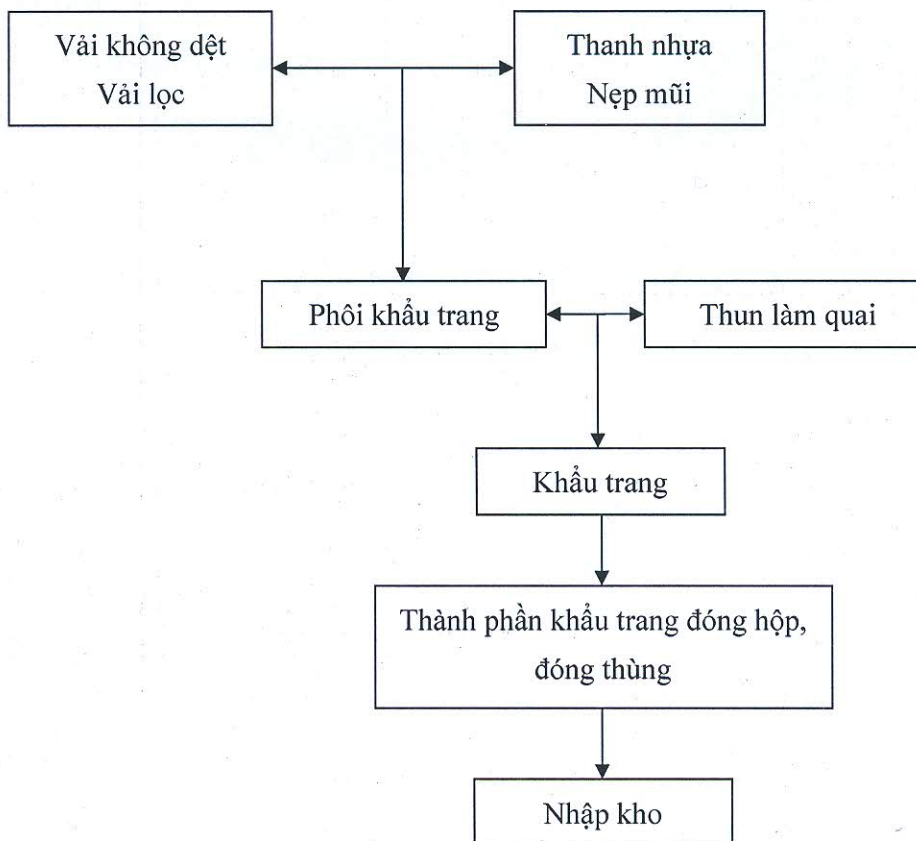 Vải không dệt
Vải lọc
Thanh nhựa
Nẹp mũi
Phôi khẩu trang
Thun làm quai
Khẩu trang
Thành phần khẩu trang đóng hộp,
đóng thùng
Nhập kho